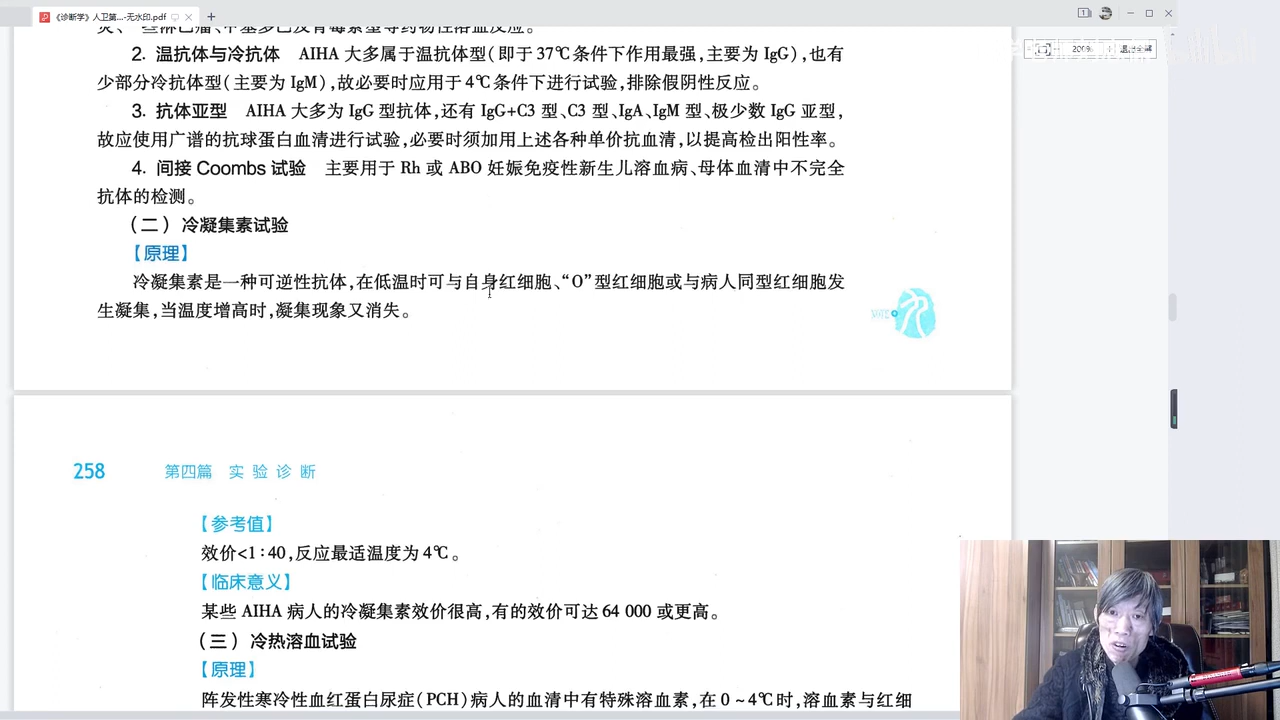 《诊断学》人卫第...-无水印.pdf
200%
2. 温抗体与冷抗体 AIHA 大多属于温抗体型(即于 37℃条件下作用最强,主要为 IgG),也有
少部分冷抗体型(主要为 IgM),故必要时应用于 4℃条件下进行试验,排除假阴性反应。
3. 抗体亚型 AIHA 大多为 IgG 型抗体,还有 IgG+C3 型、C3 型、IgA、IgM 型、极少数 IgG 亚型,
故应使用广谱的抗球蛋白血清进行试验,必要时须加用上述各种单价抗血清,以提高检出阳性率。
4. 间接 Coombs 试验 主要用于 Rh 或 ABO 妊娠免疫性新生儿溶血病、母体血清中不完全
抗体的检测。
(二)冷凝集素试验
【原理】
冷凝集素是一种可逆性抗体,在低温时可与自身红细胞、“O”型红细胞或与病人同型红细胞发
生凝集,当温度增高时,凝集现象又消失。
258 第四篇 实验诊断
【参考值】
效价<1∶40,反应最适温度为 4℃。
【临床意义】
某些 AIHA 病人的冷凝集素效价很高,有的效价可达 64 000 或更高。
(三)冷热溶血试验
【原理】
阵发性寒冷性血红蛋白尿症(PCH)病人的血清中有特殊溶血素,在 0～4℃时,溶血素与红细